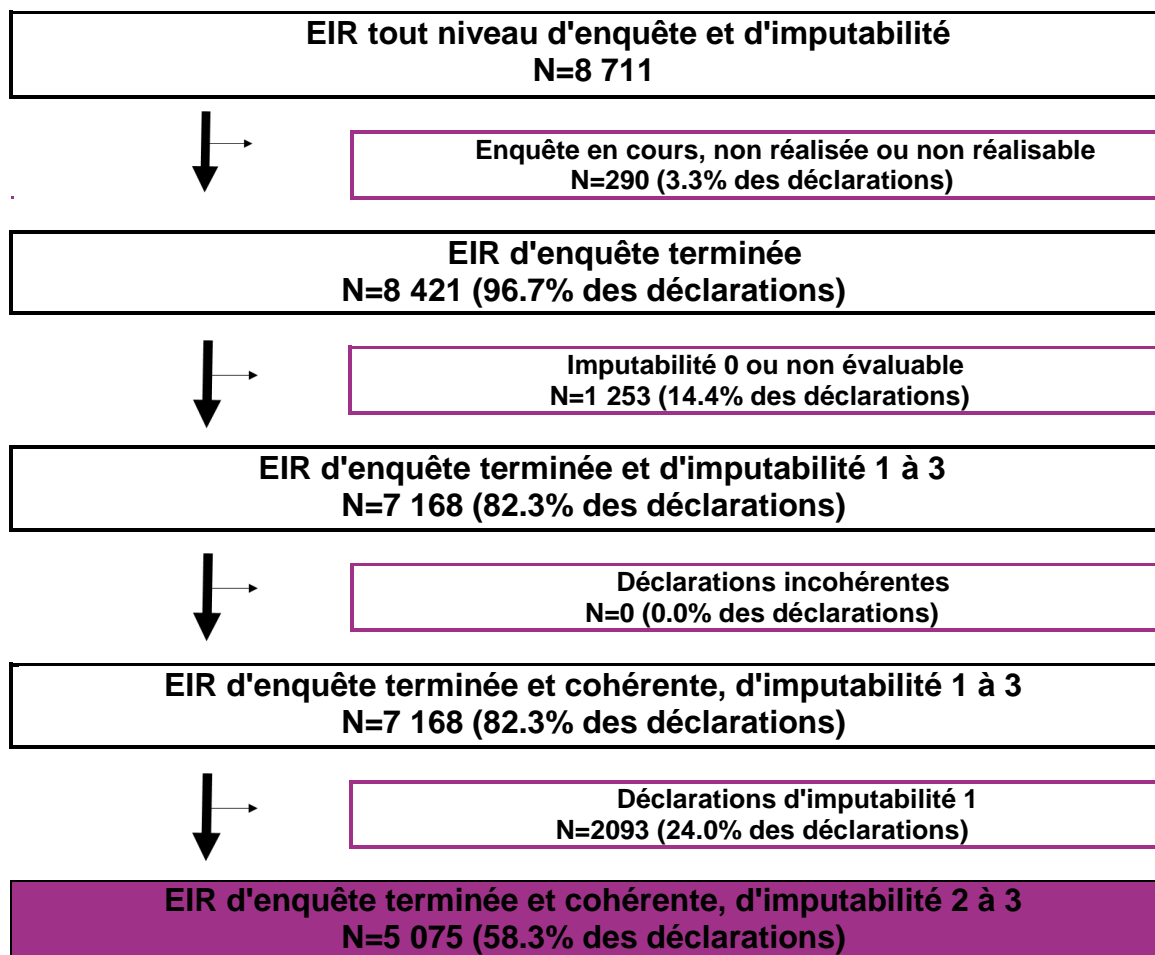 EIR tout niveau d'enquête et d'imputabilité
N=8 711
Enquête en cours, non réalisée ou non réalisable
N=290 (3.3% des déclarations)
EIR d'enquête terminée
N=8 421 (96.7% des déclarations)
Imputabilité 0 ou non évaluable
N=1 253 (14.4% des déclarations)
EIR d'enquête terminée et d'imputabilité 1 à 3
N=7 168 (82.3% des déclarations)
Déclarations incohérentes
N=0 (0.0% des déclarations)
EIR d'enquête terminée et cohérente, d'imputabilité 1 à 3
N=7 168 (82.3% des déclarations)
Déclarations d'imputabilité 1
N=2093 (24.0% des déclarations)
EIR d'enquête terminée et cohérente, d'imputabilité 2 à 3
N=5 075 (58.3% des déclarations)